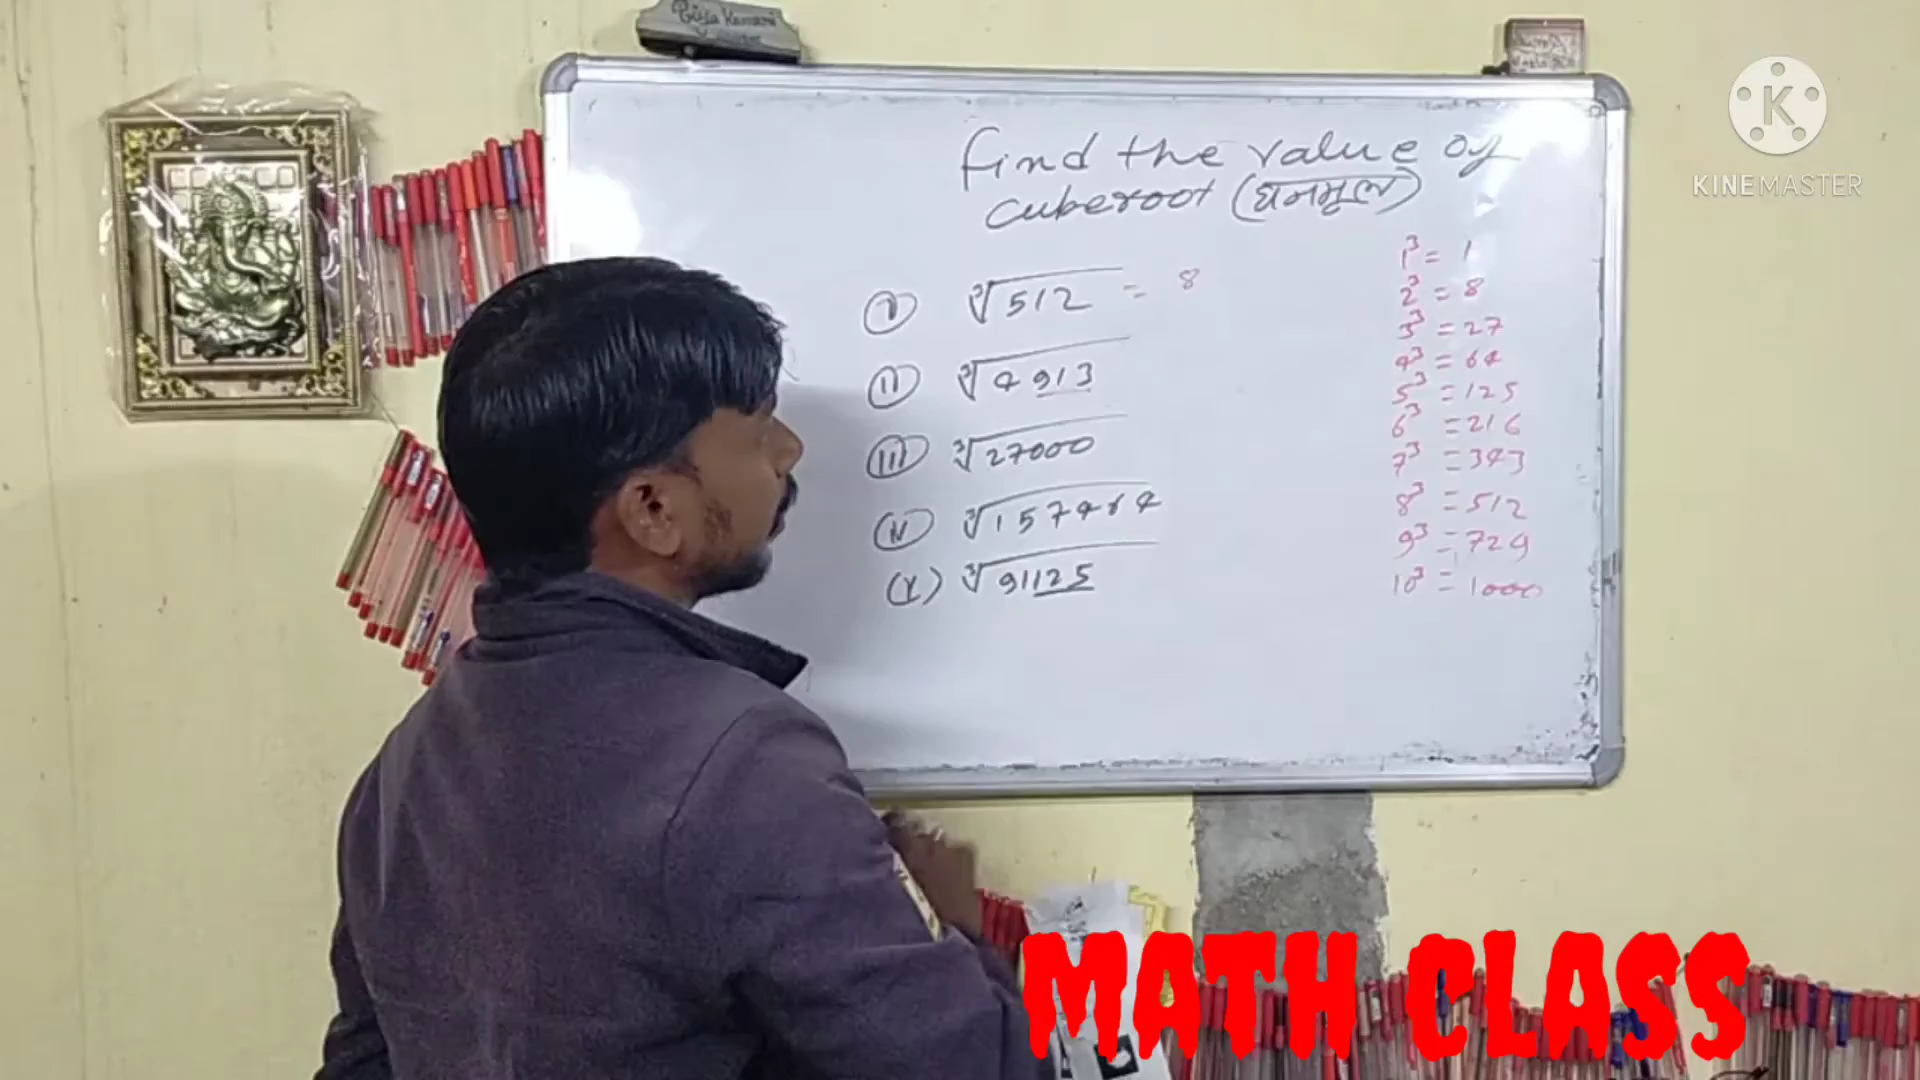 Find the value of
cuberoot (घनमूल)
(I) ∛512 = 8
(II) ∛4913
(III) ∛27000
(IV) ∛157464
(V) ∛91125
1³ = 1
2³ = 8
3³ = 27
4³ = 64
5³ = 125
6³ = 216
7³ = 343
8³ = 512
9³ = 729
10³ = 1000
KINEMASTER
MATH CLASS